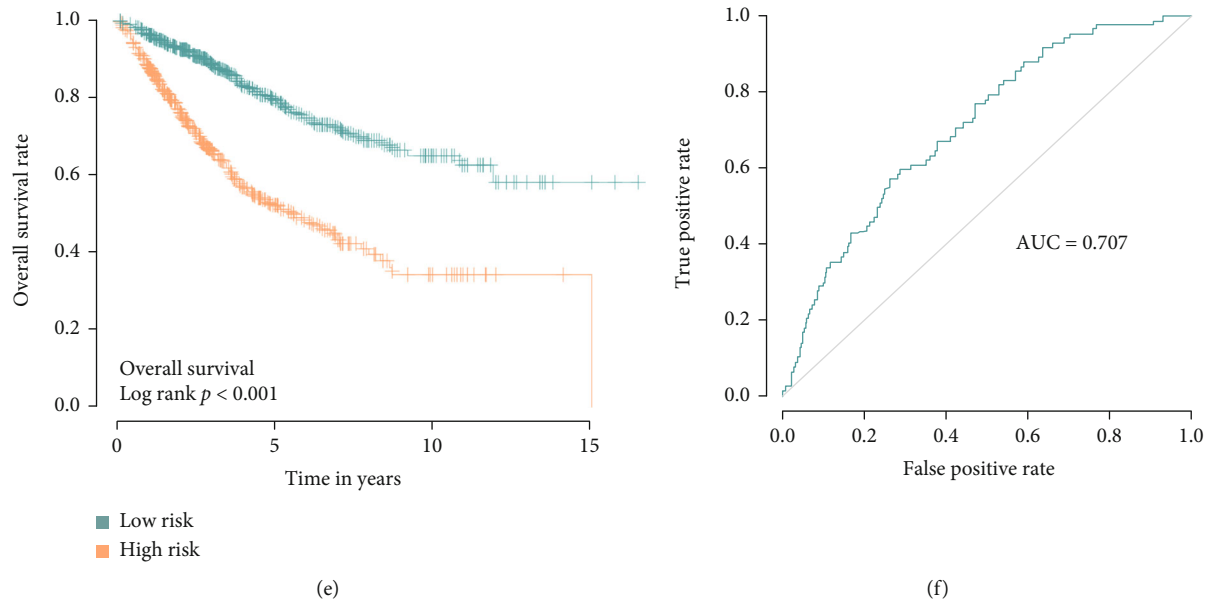 1.0
0.8
0.6
0.4
0.2
0.0
Overall survival rate
Overall survival
Log rank p < 0.001
0
5
10
15
Time in years
Low risk
High risk
(e)
1.0
0.8
0.6
0.4
0.2
0.0
True positive rate
AUC = 0.707
0.0
0.2
0.4
0.6
0.8
1.0
False positive rate
(f)